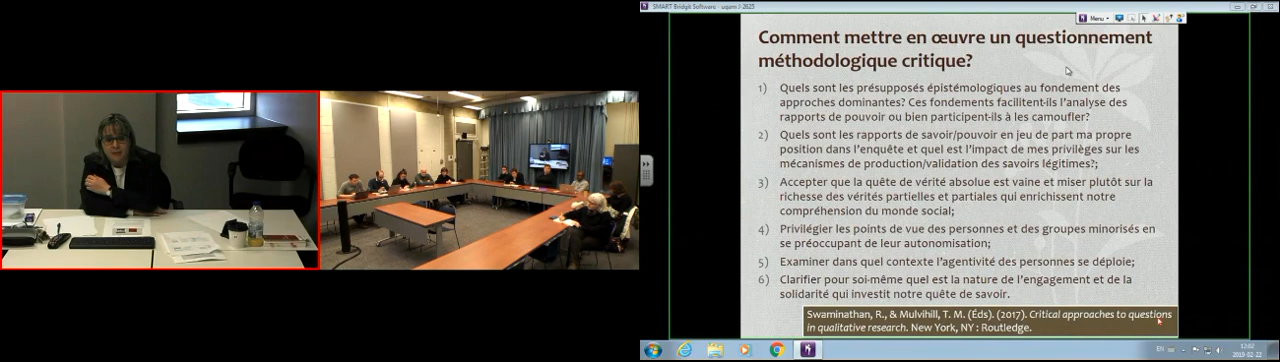 SMART Bridgit Software - uqam J-2625
Menu
Comment mettre en œuvre un questionnement
méthodologique critique?
1) Quels sont les présupposés épistémologiques au fondement des
approches dominantes? Ces fondements facilitent-ils l'analyse des
rapports de pouvoir ou bien participent-ils à les camoufler?
2) Quels sont les rapports de savoir/pouvoir en jeu de part ma propre
position dans l'enquête et quel est l'impact de mes privilèges sur les
mécanismes de production/validation des savoirs légitimes?;
3) Accepter que la quête de vérité absolue est vaine et miser plutôt sur la
richesse des vérités partielles et partiales qui enrichissent notre
compréhension du monde social;
4) Privilégier les points de vue des personnes et des groupes minorisés en
se préoccupant de leur autonomisation;
5) Examiner dans quel contexte l'agentivité des personnes se déploie;
6) Clarifier pour soi-même quel est la nature de l'engagement et de la
solidarité qui investit notre quête de savoir.
Swaminathan, R., & Mulvihill, T. M. (Éds). (2017). Critical approaches to questions
in qualitative research. New York, NY : Routledge.
EN
12:02
2019-02-22